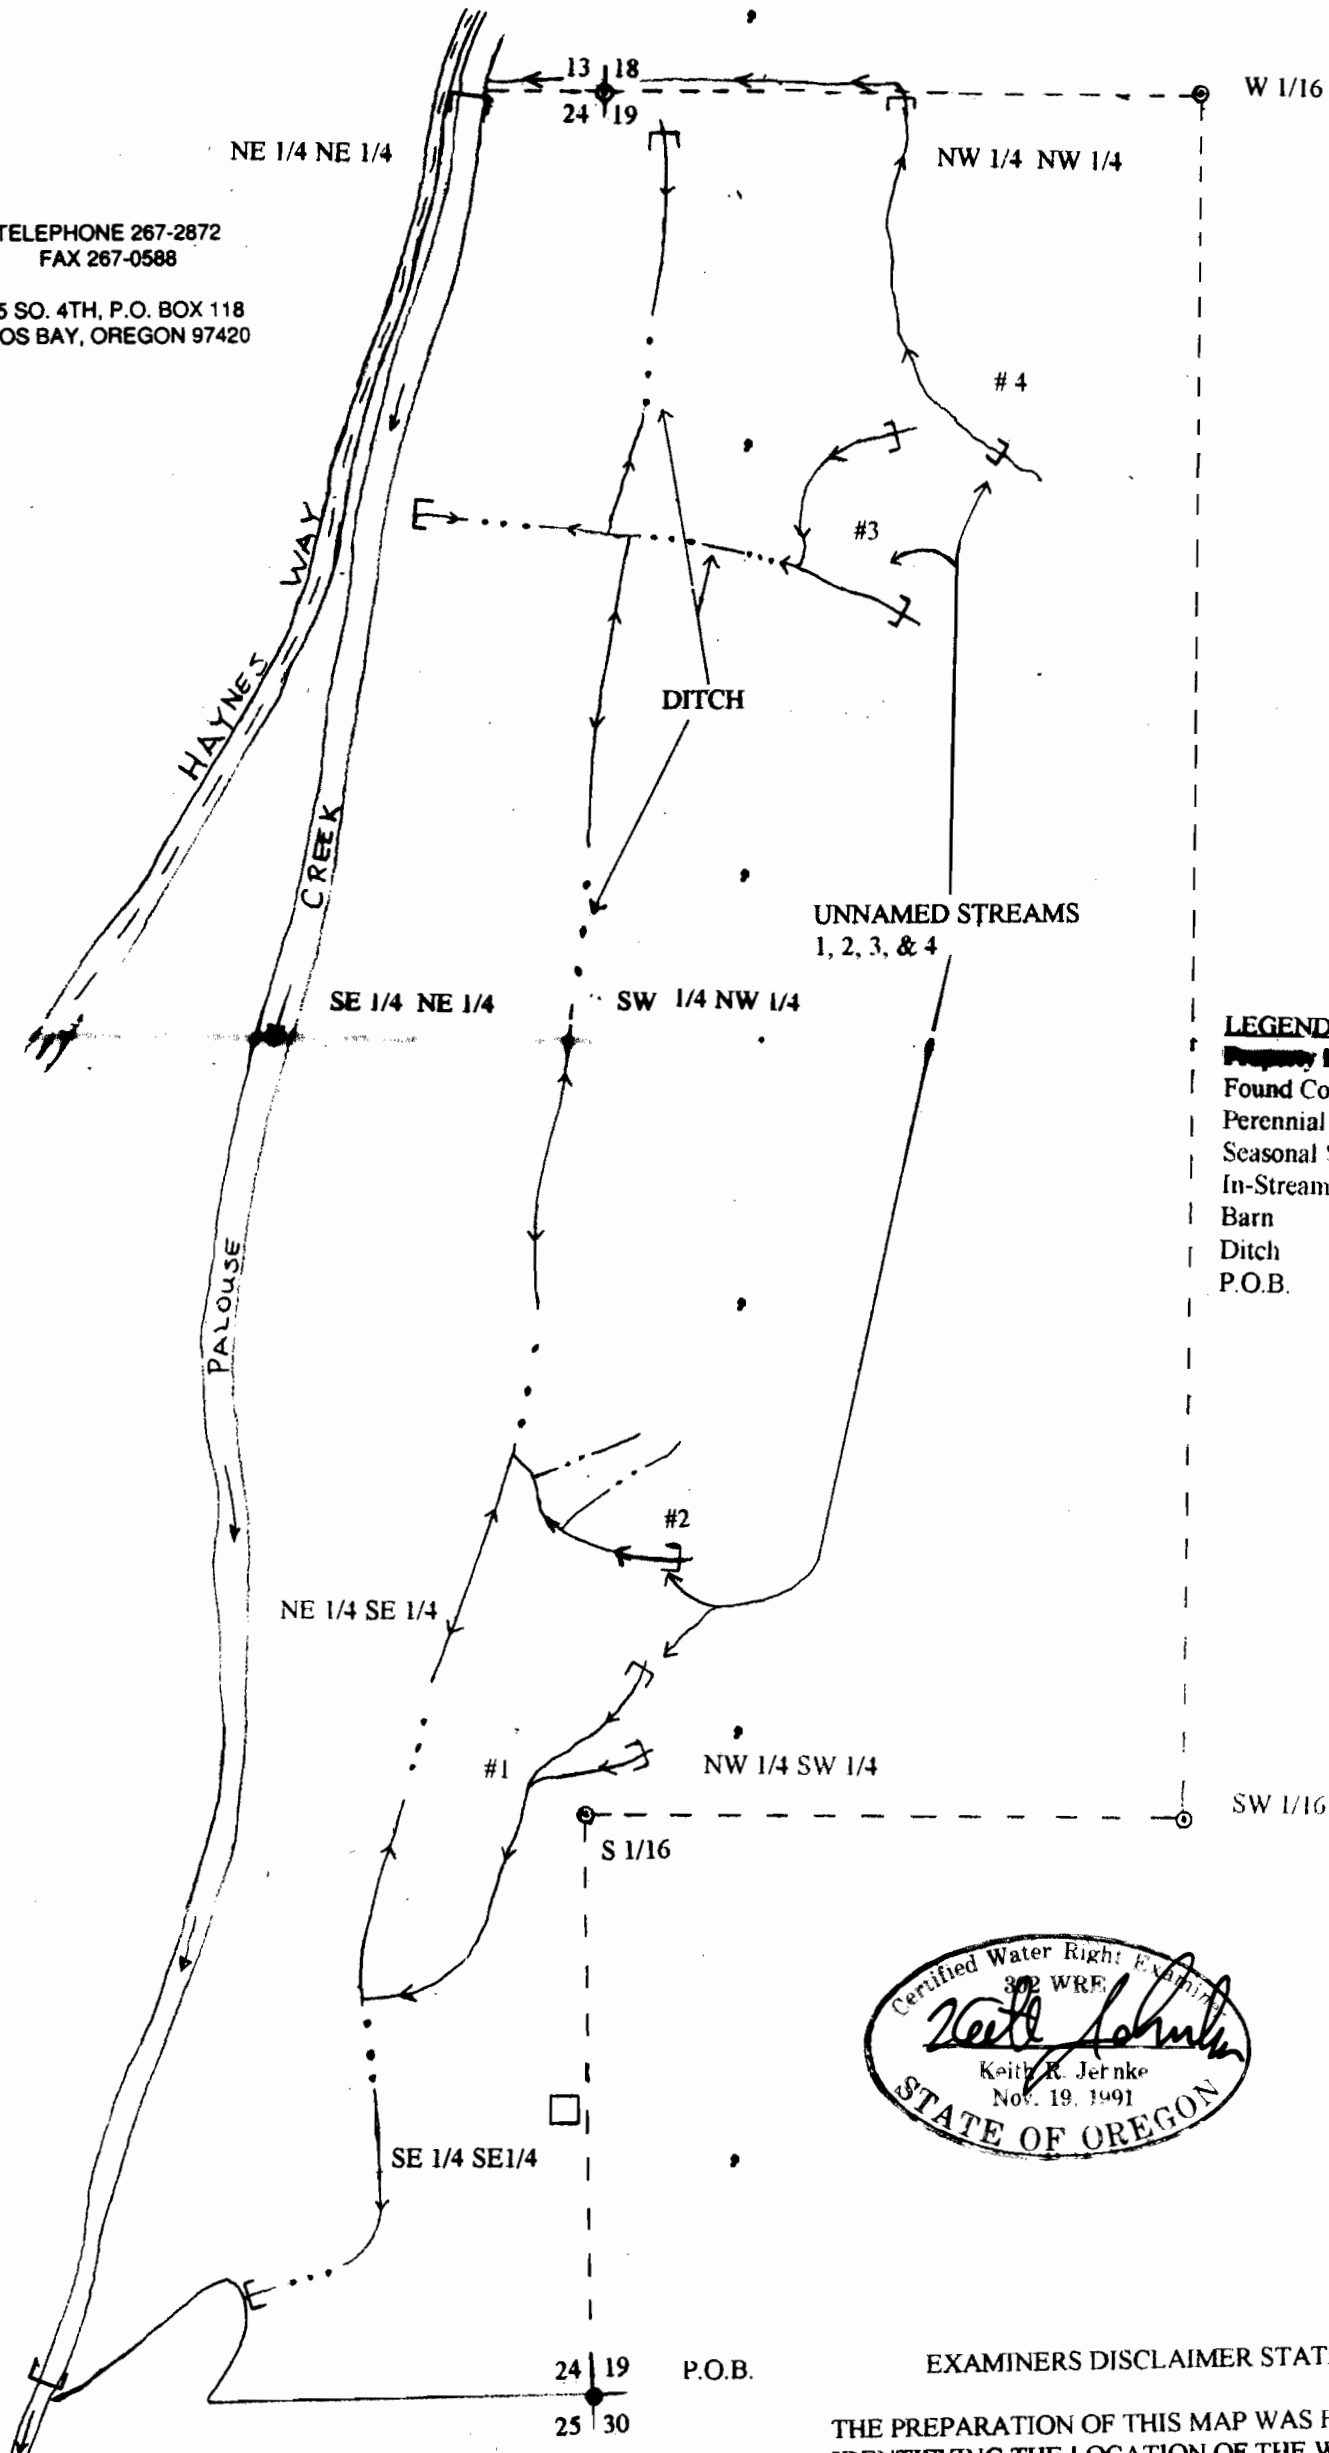 13 18
24 19
W 1/16
NE 1/4 NE 1/4
NW 1/4 NW 1/4
TELEPHONE 267-2872
FAX 267-0588
5 SO. 4TH, P.O. BOX 118
OS BAY, OREGON 97420
# 4
#3
HAYNES WAY
DITCH
CREEK
UNNAMED STREAMS
1, 2, 3, & 4
SE 1/4 NE 1/4
SW 1/4 NW 1/4
LEGEND
Found Co
Perennial
Seasonal
In-Stream
Barn
Ditch
P.O.B.
PALOUSE
#2
NE 1/4 SE 1/4
#1
NW 1/4 SW 1/4
S 1/16
SW 1/16
Certified Water Right Examiner
302 WRE
Keith R. Jehnke
Nov. 19, 1991
STATE OF OREGON
SE 1/4 SE1/4
24 19
25 30
P.O.B.
EXAMINERS DISCLAIMER STAT
THE PREPARATION OF THIS MAP WAS
IDENTIFYING THE LOCATION OF THE W